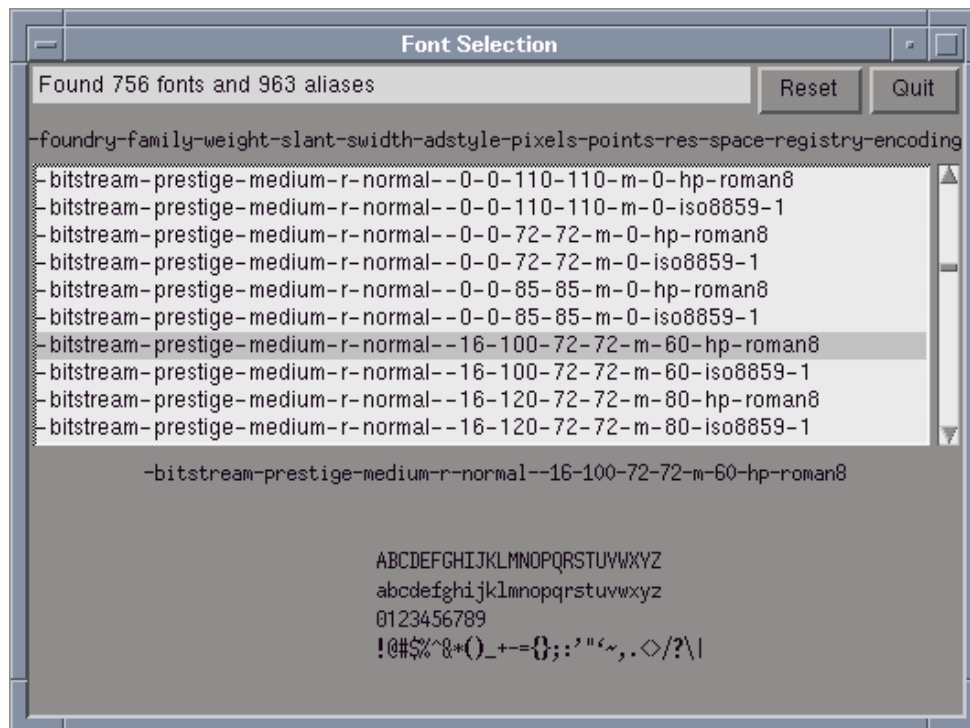 Font Selection
Found 756 fonts and 963 aliases
Reset
Quit
-foundry-family-weight-slant-swidth-adstyle-pixels-points-res-space-registry-encoding
-bitstream-prestige-medium-r-normal--0-0-110-110-m-0-hp-roman8
-bitstream-prestige-medium-r-normal--0-0-110-110-m-0-iso8859-1
-bitstream-prestige-medium-r-normal--0-0-72-72-m-0-hp-roman8
-bitstream-prestige-medium-r-normal--0-0-72-72-m-0-iso8859-1
-bitstream-prestige-medium-r-normal--0-0-85-85-m-0-hp-roman8
-bitstream-prestige-medium-r-normal--0-0-85-85-m-0-iso8859-1
-bitstream-prestige-medium-r-normal--16-100-72-72-m-60-hp-roman8
-bitstream-prestige-medium-r-normal--16-100-72-72-m-60-iso8859-1
-bitstream-prestige-medium-r-normal--16-120-72-72-m-80-hp-roman8
-bitstream-prestige-medium-r-normal--16-120-72-72-m-80-iso8859-1
-bitstream-prestige-medium-r-normal--16-100-72-72-m-60-hp-roman8
ABCDEFGHIJKLMNOPQRSTUVWXYZ
abcdefghijklmnopqrstuvwxyz
0123456789
!@#$%^&*()_+-={};:'"‘~,.<>/?\|